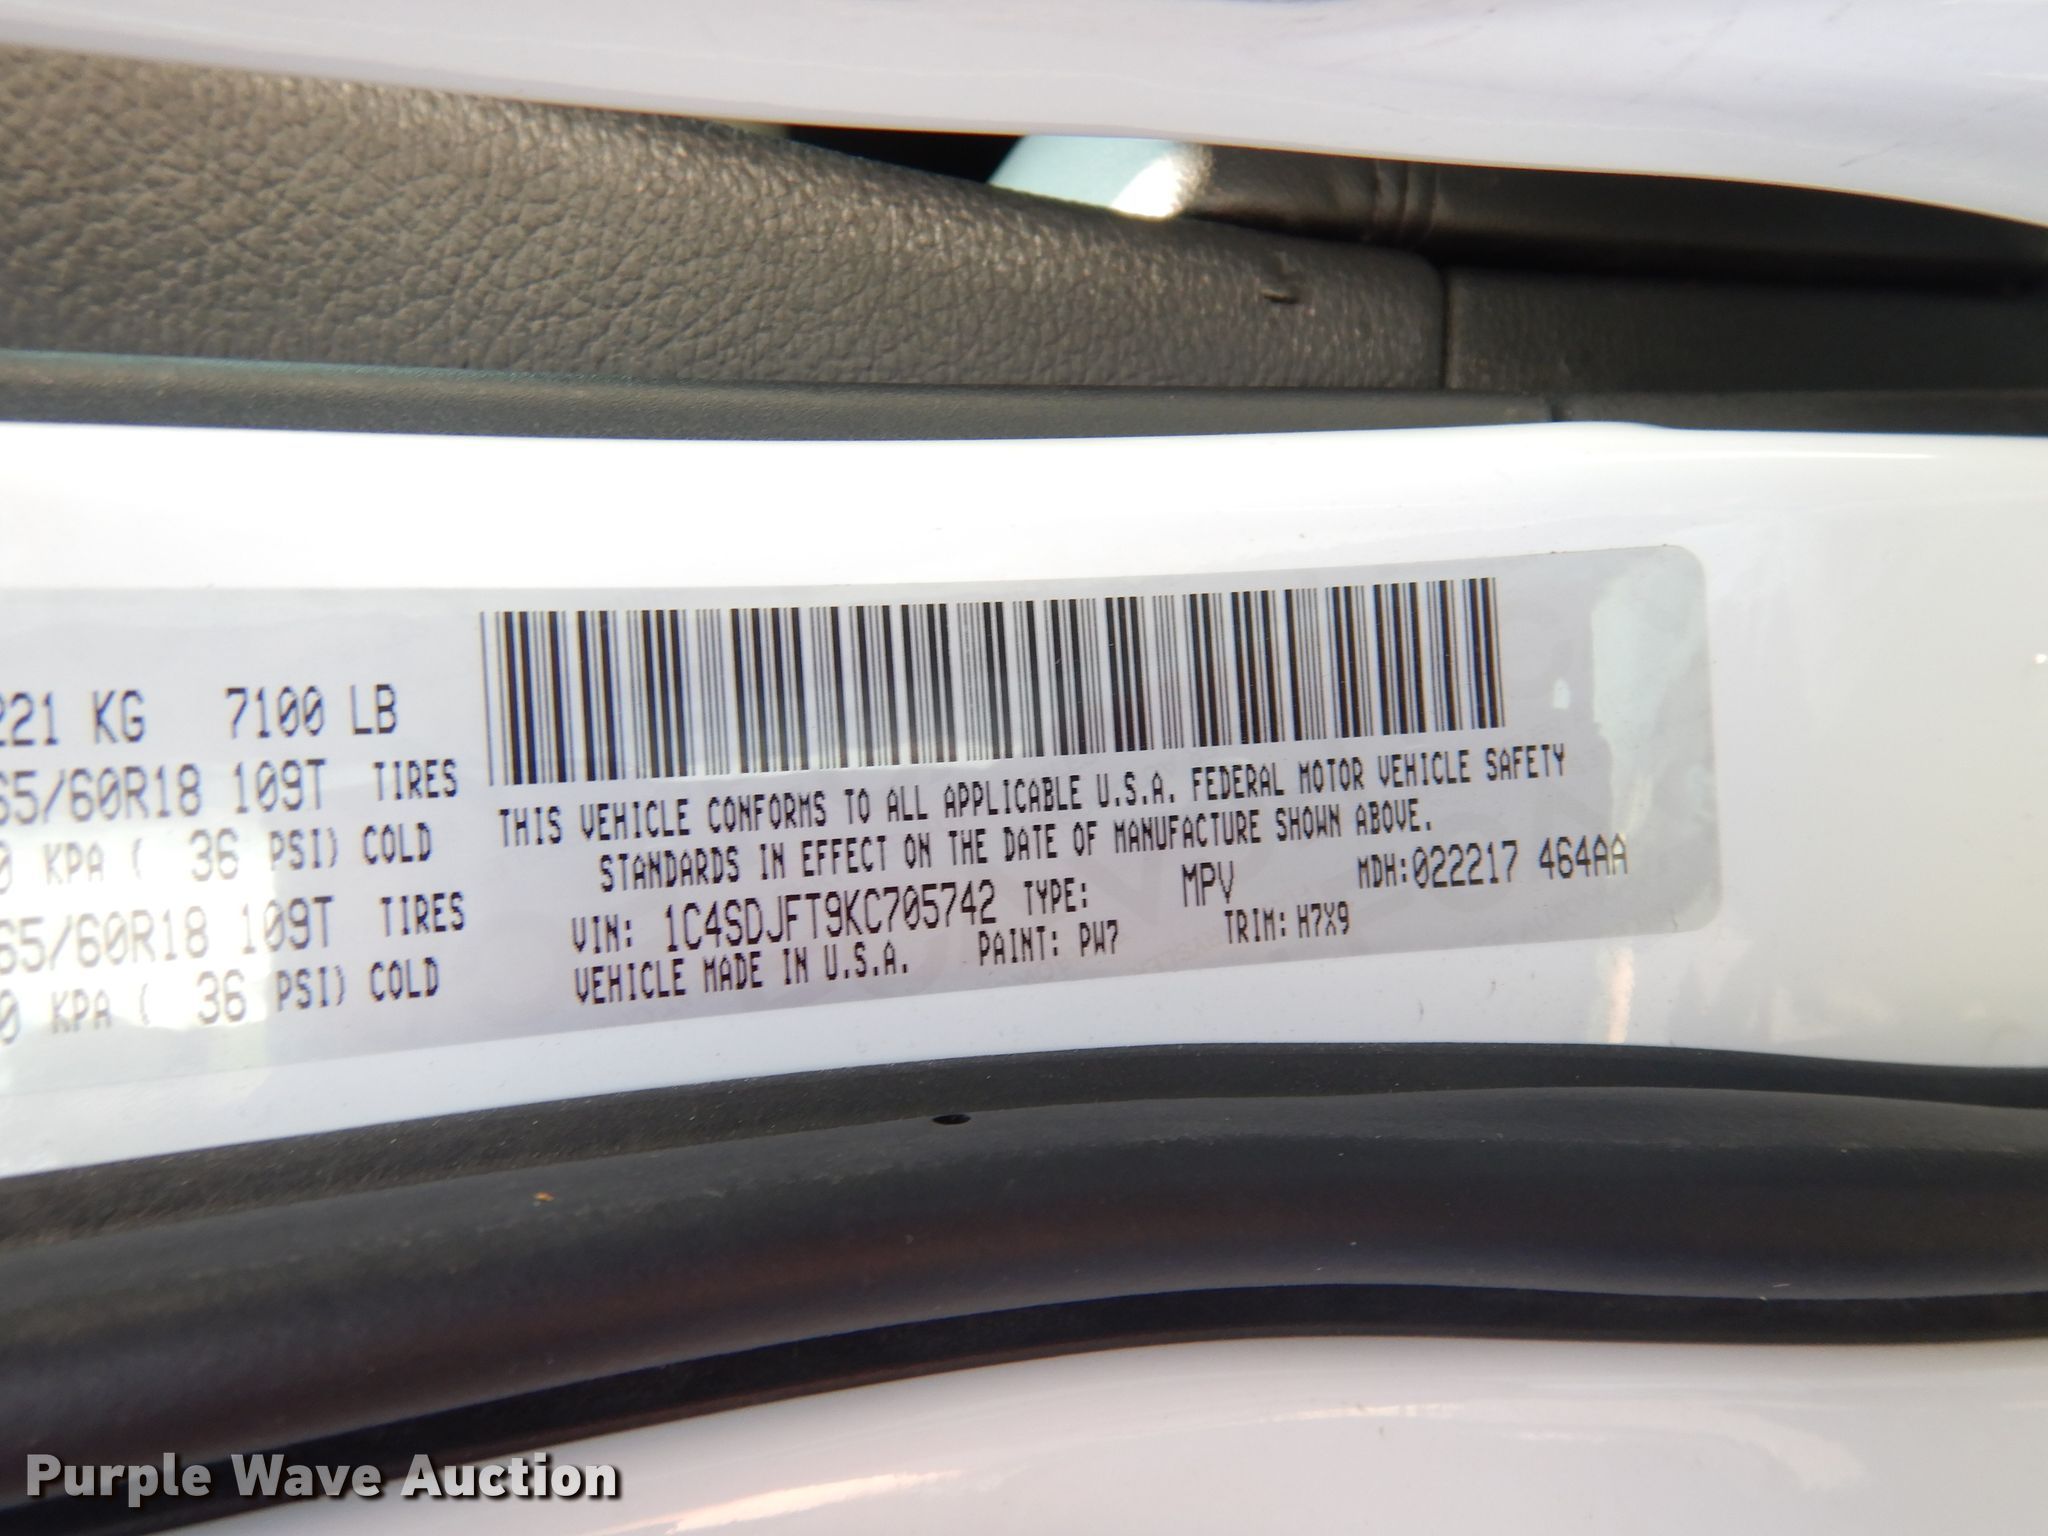 221 KG 7100 LB
65/60R18 109T TIRES
0 KPA ( 36 PSI) COLD
65/60R18 109T TIRES
0 KPA ( 36 PSI) COLD
THIS VEHICLE CONFORMS TO ALL APPLICABLE U.S.A. FEDERAL MOTOR VEHICLE SAFETY
STANDARDS IN EFFECT ON THE DATE OF MANUFACTURE SHOWN ABOVE.
VIN: 1C4SDJFT9KC705742 TYPE: MPV MDH:022217 464AA
VEHICLE MADE IN U.S.A. PAINT: PW7 TRIM: H7X9
Purple Wave Auction